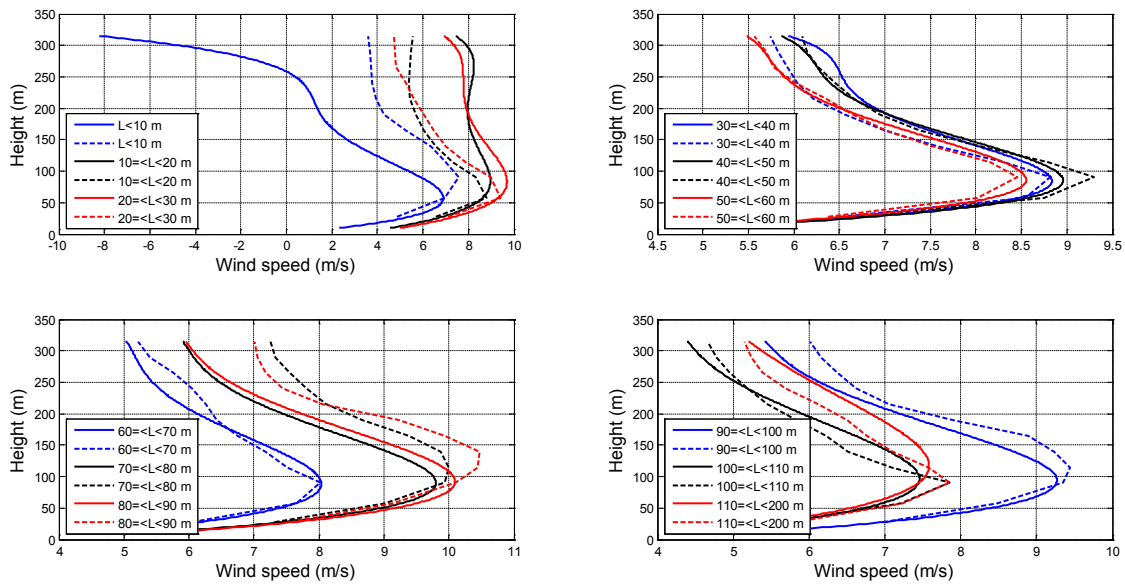 350
300
250
200
150
100
50
0
Height (m)
L<10 m
L<10 m
10=<L<20 m
10=<L<20 m
20=<L<30 m
20=<L<30 m
-10 -8 -6 -4 -2 0 2 4 6 8 10
Wind speed (m/s)
350
300
250
200
150
100
50
0
Height (m)
30=<L<40 m
30=<L<40 m
40=<L<50 m
40=<L<50 m
50=<L<60 m
50=<L<60 m
4.5 5 5.5 6 6.5 7 7.5 8 8.5 9 9.5
Wind speed (m/s)
350
300
250
200
150
100
50
0
Height (m)
60=<L<70 m
60=<L<70 m
70=<L<80 m
70=<L<80 m
80=<L<90 m
80=<L<90 m
4 5 6 7 8 9 10 11
Wind speed (m/s)
350
300
250
200
150
100
50
0
Height (m)
90=<L<100 m
90=<L<100 m
100=<L<110 m
100=<L<110 m
110=<L<200 m
110=<L<200 m
4 5 6 7 8 9 10
Wind speed (m/s)